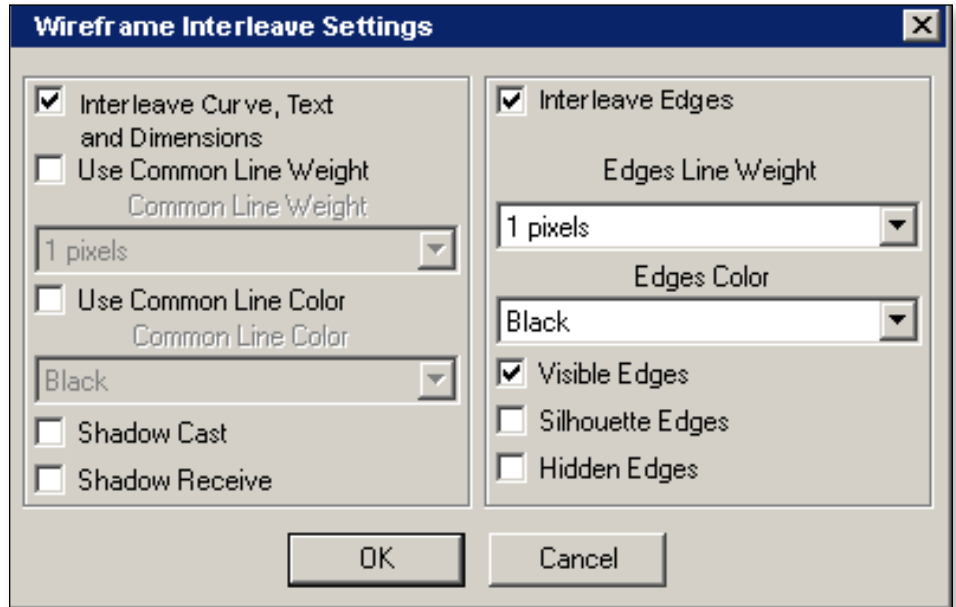 Wireframe Interleave Settings
Interleave Curve, Text
and Dimensions
Use Common Line Weight
Common Line Weight
1 pixels
Use Common Line Color
Common Line Color
Black
Shadow Cast
Shadow Receive
Interleave Edges
Edges Line Weight
1 pixels
Edges Color
Black
Visible Edges
Silhouette Edges
Hidden Edges
OK
Cancel